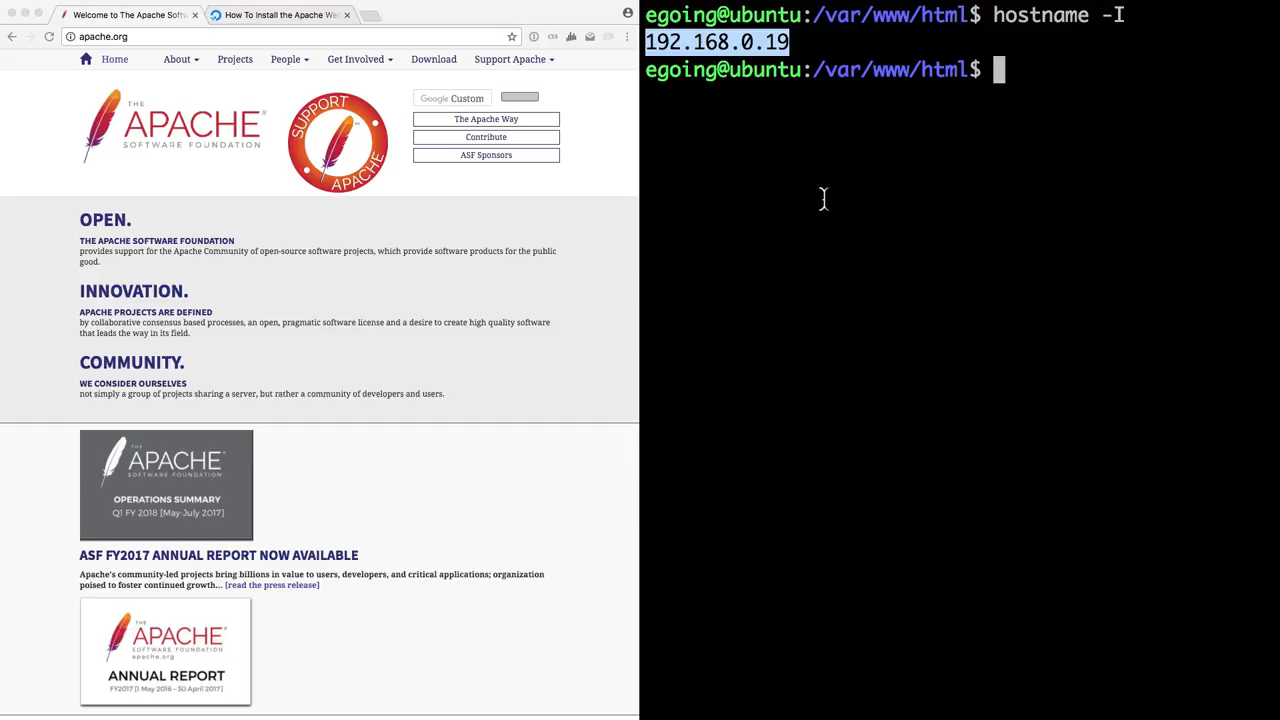 Welcome to The Apache Softw
How To Install the Apache We
apache.org
css
Home
About
Projects
People
Get Involved
Download
Support Apache
THE
APACHE®
SOFTWARE FOUNDATION
SUPPORT
APACHE
Google Custom
The Apache Way
Contribute
ASF Sponsors
OPEN.
THE APACHE SOFTWARE FOUNDATION
provides support for the Apache Community of open-source software projects, which provide software products for the public
good.
INNOVATION.
APACHE PROJECTS ARE DEFINED
by collaborative consensus based processes, an open, pragmatic software license and a desire to create high quality software
that leads the way in its field.
COMMUNITY.
WE CONSIDER OURSELVES
not simply a group of projects sharing a server, but rather a community of developers and users.
THE
APACHE
SOFTWARE FOUNDATION
OPERATIONS SUMMARY
Q1 FY 2018 [May-July 2017]
ASF FY2017 ANNUAL REPORT NOW AVAILABLE
Apache's community-led projects bring billions in value to users, developers, and critical applications; organization
poised to foster continued growth... [read the press release]
THE
APACHE
SOFTWARE FOUNDATION
apache.org
ANNUAL REPORT
FY2017 [1 May 2016 - 30 April 2017]
egoing@ubuntu:/var/www/html$ hostname -I
192.168.0.19
egoing@ubuntu:/var/www/html$